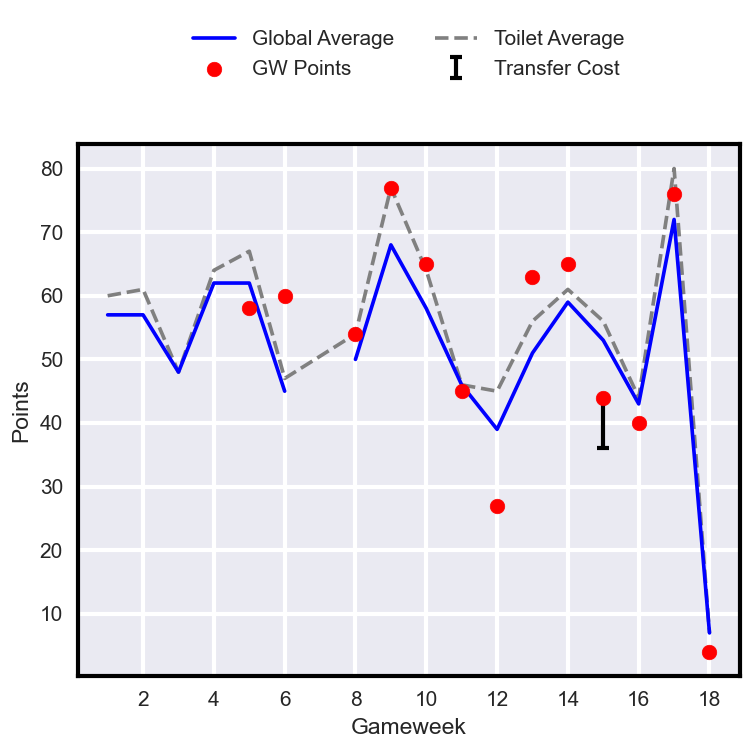 Global Average
Toilet Average
GW Points
Transfer Cost
80
70
60
50
40
30
20
10
Points
2 4 6 8 10 12 14 16 18
Gameweek